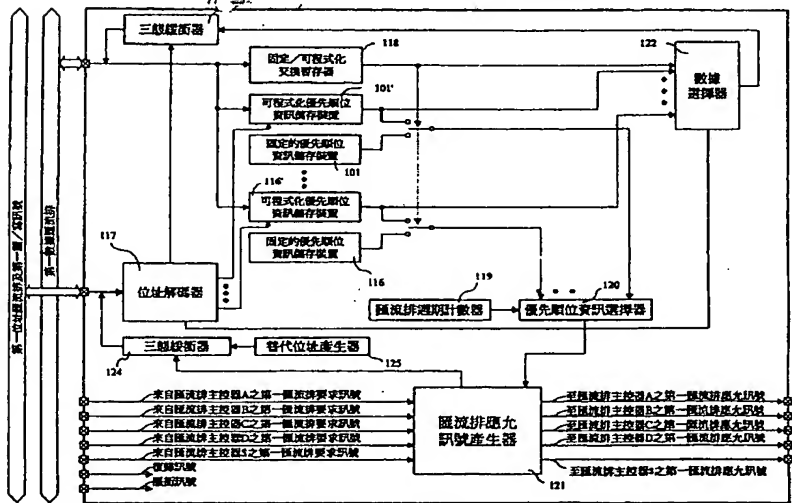 三態緩衝器
118
固定／可程式化
交換暫存器
122
數據
選擇器
101'
可程式化優先順位
資訊儲存裝置
固定的優先順位
資訊儲存裝置
101
116'
可程式化優先順位
資訊儲存裝置
固定的優先順位
資訊儲存裝置
116
117
位址解碼器
119
匯流排週期計數器
120
優先順位資訊選擇器
三態緩衝器
124
替代位址產生器
125
第一位址匯流排及第一讀／寫訊號
第一數據匯流排
來自匯流排主控器A之第一匯流排要求訊號
來自匯流排主控器B之第一匯流排要求訊號
來自匯流排主控器C之第一匯流排要求訊號
來自匯流排主控器D之第一匯流排要求訊號
來自匯流排主控器S之第一匯流排要求訊號
匯流排應允
訊號產生器
121
至匯流排主控器A之第一匯流排應允訊號
至匯流排主控器B之第一匯流排應允訊號
至匯流排主控器C之第一匯流排應允訊號
至匯流排主控器D之第一匯流排應允訊號
至匯流排主控器S之第一匯流排應允訊號